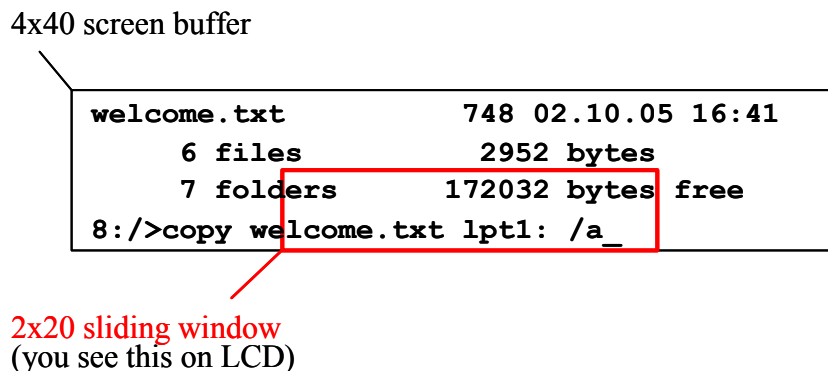 4x40 screen buffer
welcome.txt          748 02.10.05 16:41
     6 files          2952 bytes
     7 folders      172032 bytes free
8:/>copy welcome.txt lpt1: /a_
2x20 sliding window
(you see this on LCD)